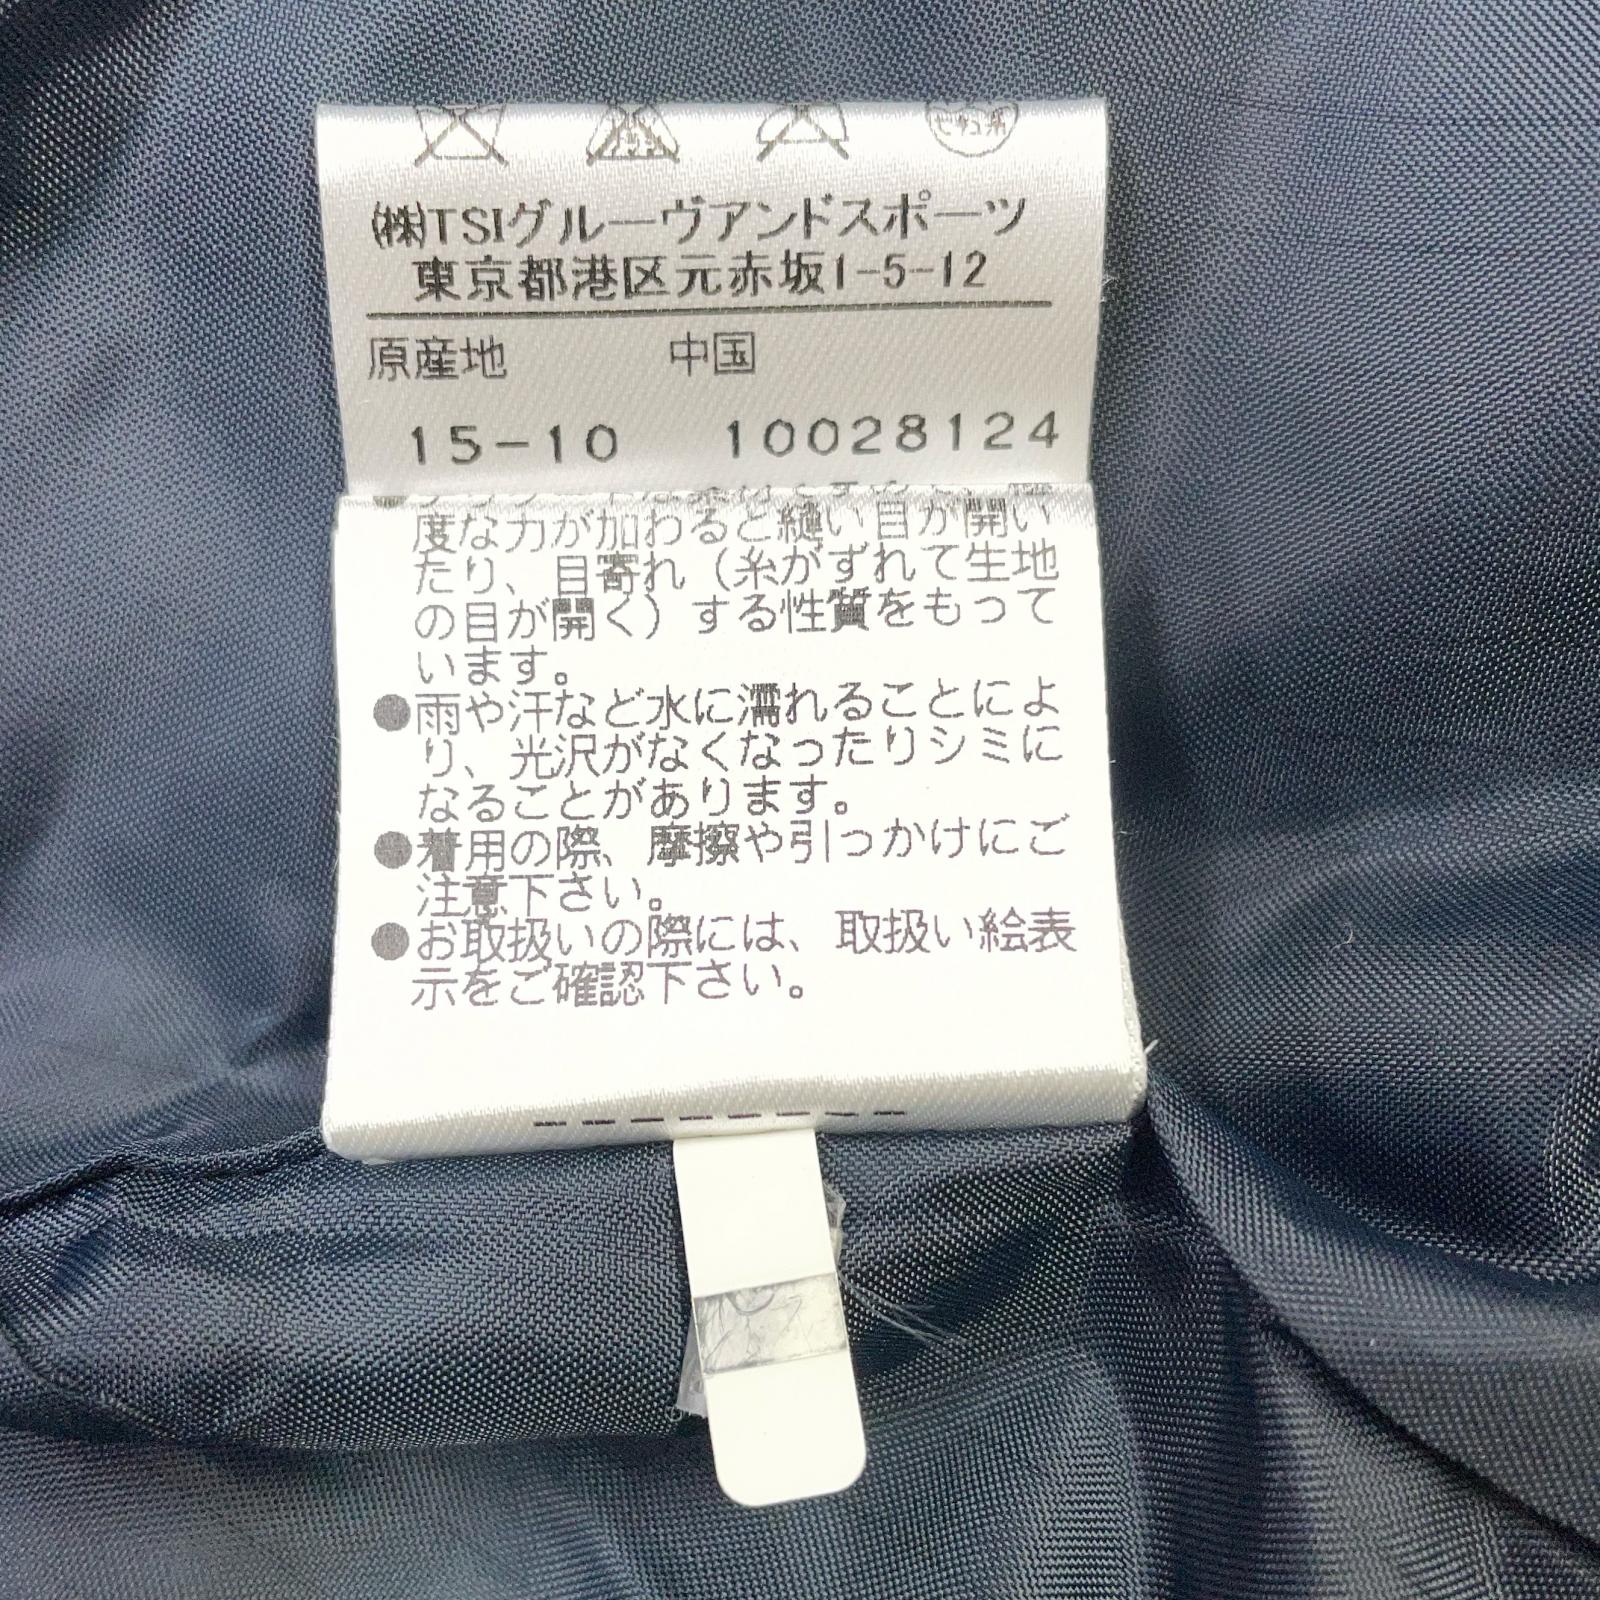 セキユ系
(株)TSIグルーヴアンドスポーツ
東京都港区元赤坂1-5-12
原産地 中国
15-10 10028124
度な力が加わると縫い目が開い
たり、目寄れ(糸がずれて生地
の目が開く)する性質をもって
います。
●雨や汗など水に濡れることによ
り、光沢がなくなったりシミに
なることがあります。
●着用の際、摩擦や引っかけにご
注意下さい。
●お取扱いの際には、取扱い絵表
示をご確認下さい。